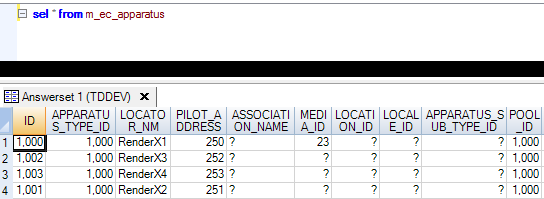 sel * from m_ec_apparatus
Answerset 1 (TDDEV) X
ID APPARATUS_TYPE_ID LOCATOR_NM PILOT_ADDRESS ASSOCIATION_NAME MEDIA_ID LOCATION_ID LOCALE_ID APPARATUS_SUB_TYPE_ID POOL_ID
1 1,000 1,000 RenderX1 250 ? 23 ? ? ? 1,000
2 1,002 1,000 RenderX3 252 ? ? ? ? ? 1,000
3 1,003 1,000 RenderX4 253 ? ? ? ? ? 1,000
4 1,001 1,000 RenderX2 251 ? ? ? ? ? 1,000